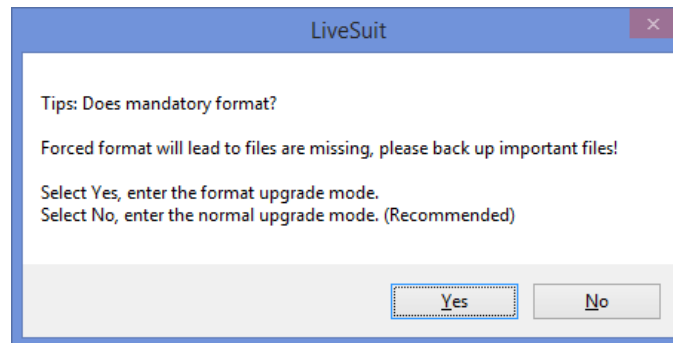 LiveSuit
Tips: Does mandatory format?
Forced format will lead to files are missing, please back up important files!
Select Yes, enter the format upgrade mode.
Select No, enter the normal upgrade mode. (Recommended)
Yes
No